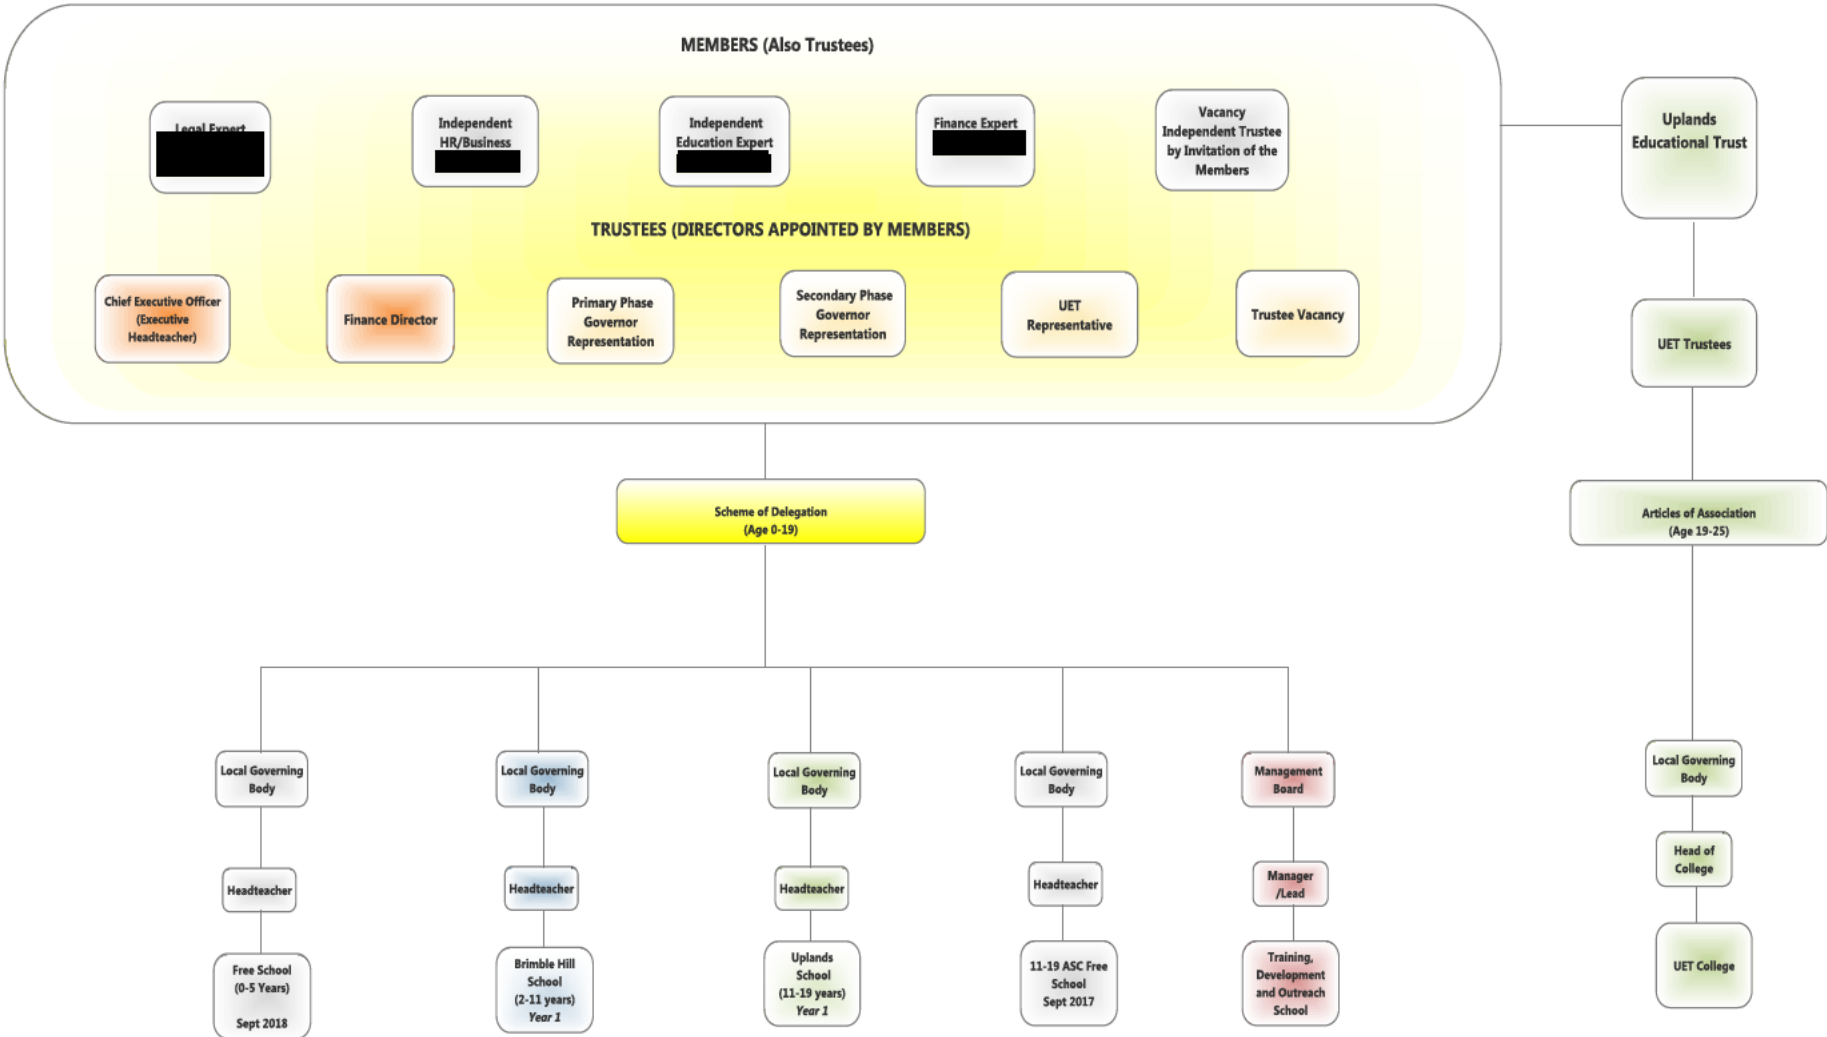 MEMBERS (Also Trustees)
Legal Expert
Independent
HR/Business
Independent
Education Expert
Finance Expert
Vacancy
Independent Trustee
by Invitation of the
Members
Uplands
Educational Trust
TRUSTEES (DIRECTORS APPOINTED BY MEMBERS)
Chief Executive Officer
(Executive
Headteacher)
Finance Director
Primary Phase
Governor
Representation
Secondary Phase
Governor
Representation
UET
Representative
Trustee Vacancy
UET Trustees
Scheme of Delegation
(Age 0-19)
Articles of Association
(Age 19-25)
Local Governing
Body
Local Governing
Body
Local Governing
Body
Local Governing
Body
Management
Board
Local Governing
Body
Headteacher
Headteacher
Headteacher
Headteacher
Manager
/Lead
Head of
College
Free School
(0-5 Years)
Sept 2018
Brimble Hill
School
(2-11 years)
Year 1
Uplands
School
(11-19 years)
Year 1
11-19 ASC Free
School
Sept 2017
Training,
Development
and Outreach
School
UET College